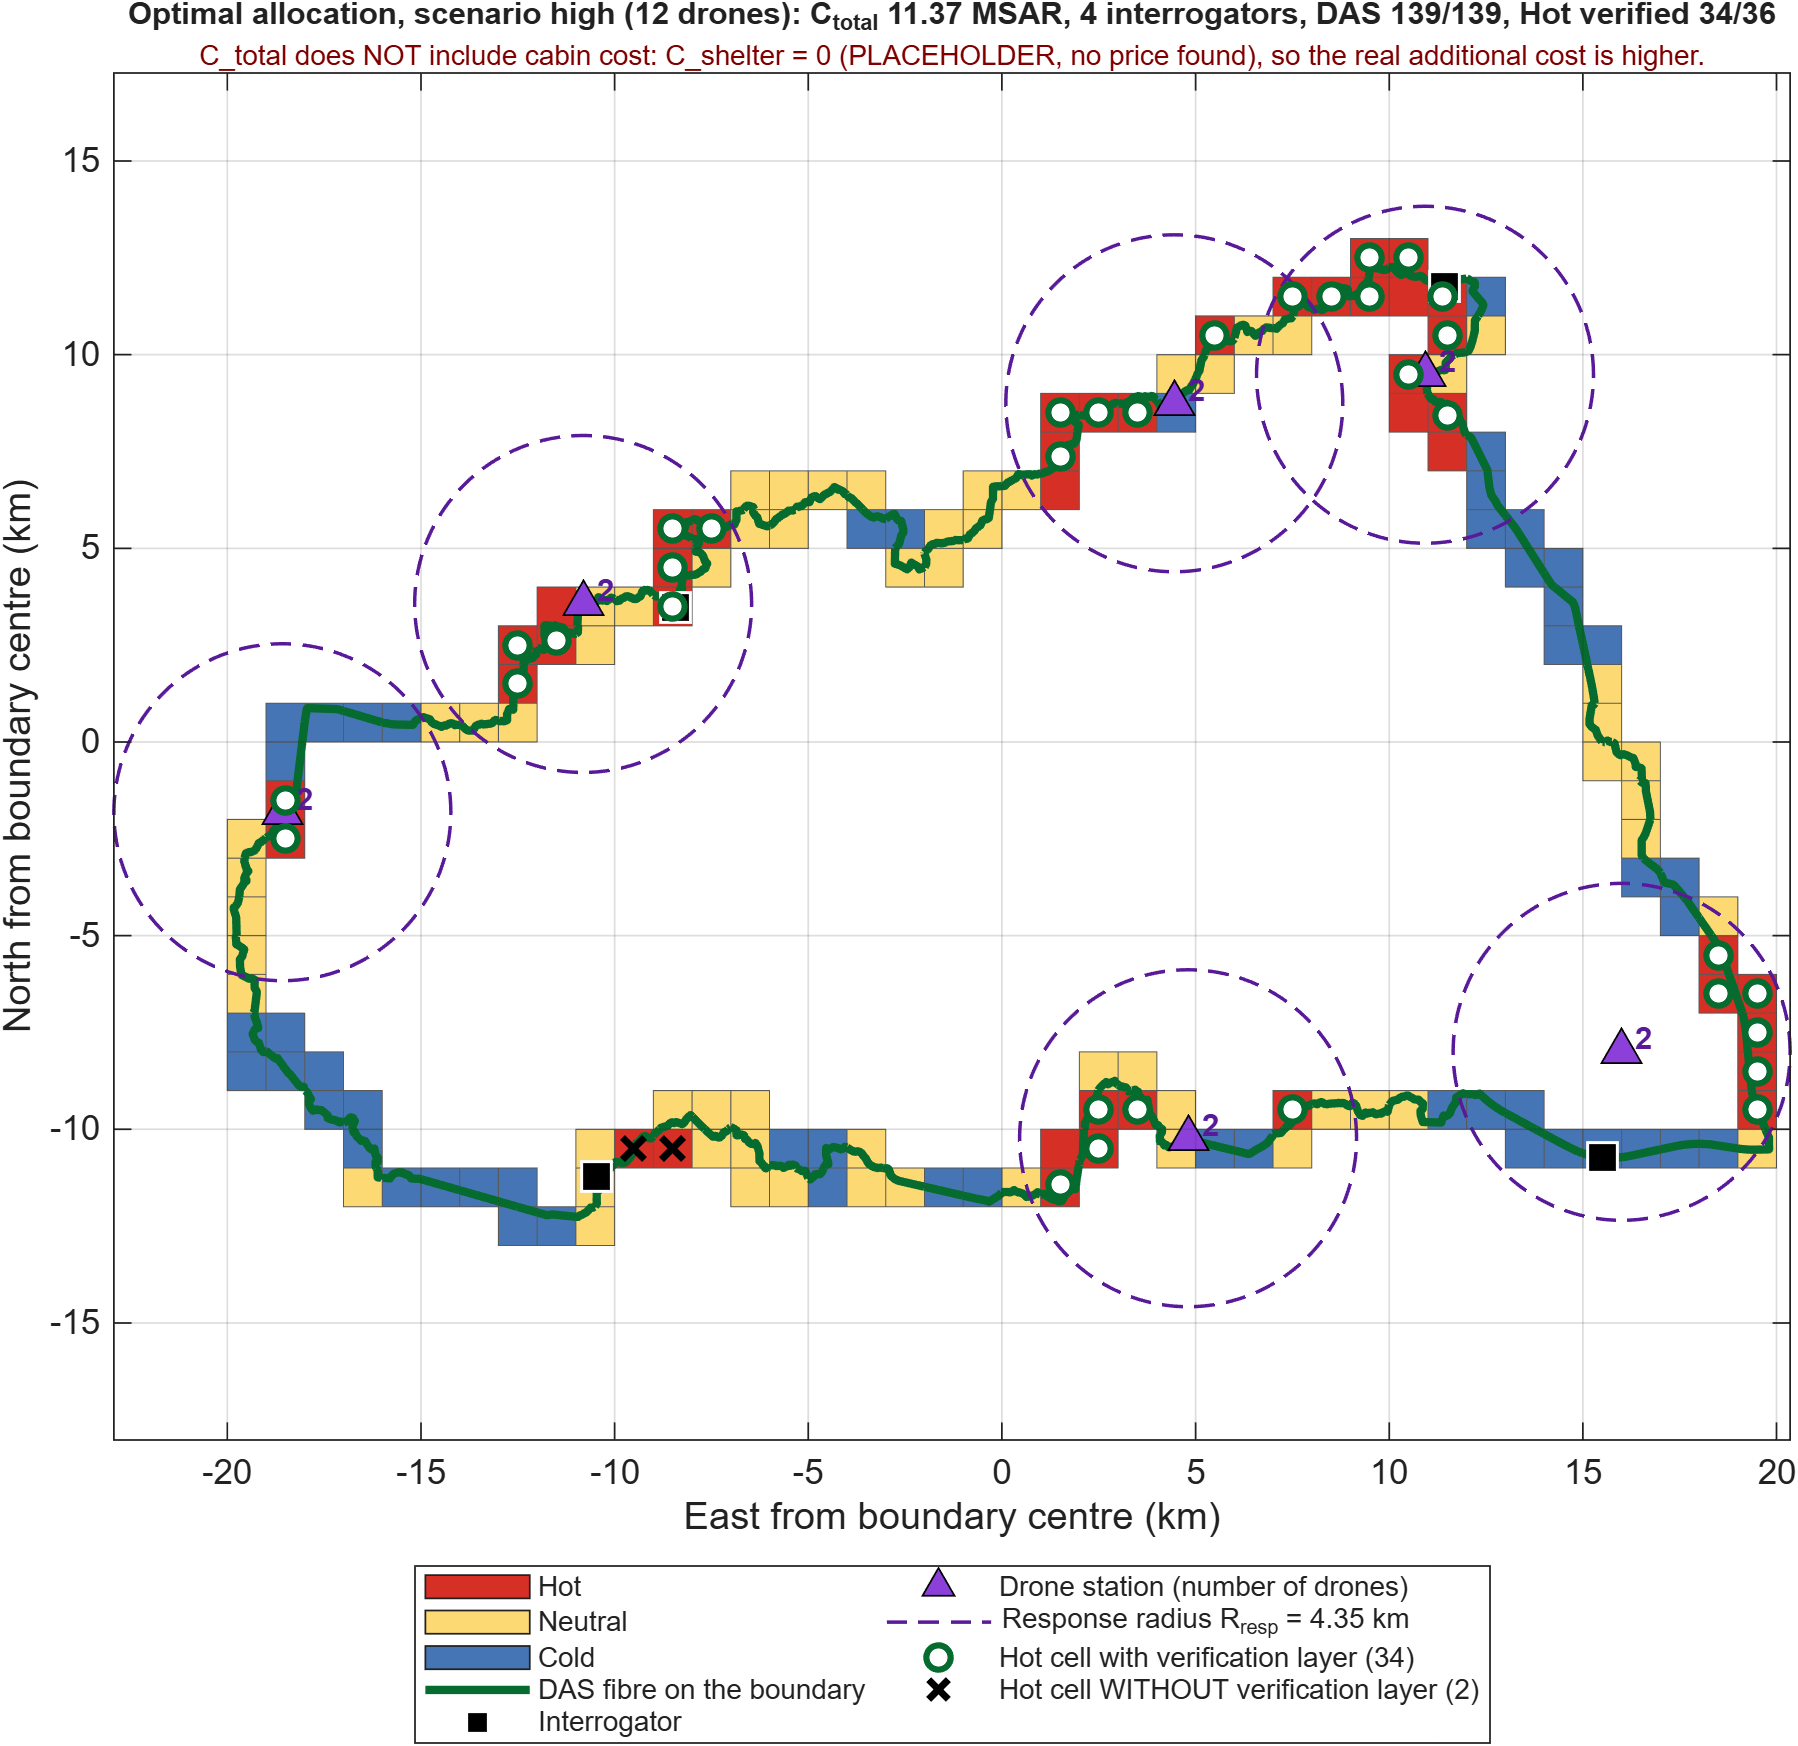 Optimal allocation, scenario high (12 drones): C_total 11.37 MSAR, 4 interrogators, DAS 139/139, Hot verified 34/36
C_total does NOT include cabin cost: C_shelter = 0 (PLACEHOLDER, no price found), so the real additional cost is higher.
15
10
5
0
-5
-10
-15
North from boundary centre (km)
2
2
2
2
2
2
-20 -15 -10 -5 0 5 10 15 20
East from boundary centre (km)
Hot
Neutral
Cold
DAS fibre on the boundary
Interrogator
Drone station (number of drones)
Response radius R_resp = 4.35 km
Hot cell with verification layer (34)
Hot cell WITHOUT verification layer (2)